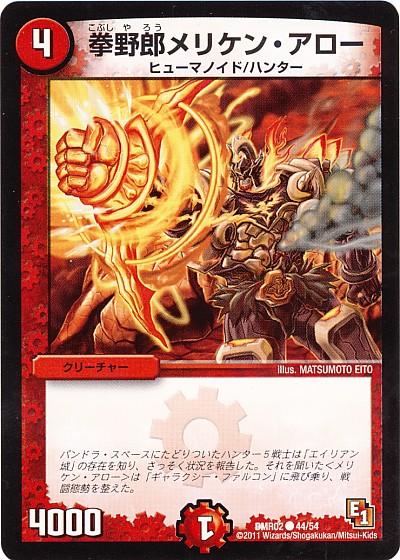 4
こぶし や ろう
拳野郎メリケン・アロー
ヒューマノイド/ハンター
クリーチャー
illus. MATSUMOTO EITO
パンドラ・スペースにたどりついたハンター5戦士は「エイリアン
城」の存在を知り、さっそく状況を報告した。それを聞いた<メリ
ケン・アロー>は「ギャラクシー・ファルコン」に飛び乗り、戦
闘態勢を整えた。
4000
1
DMR02 ● 44/54
E1
©2011 Wizards/Shogakukan/Mitsui-Kids